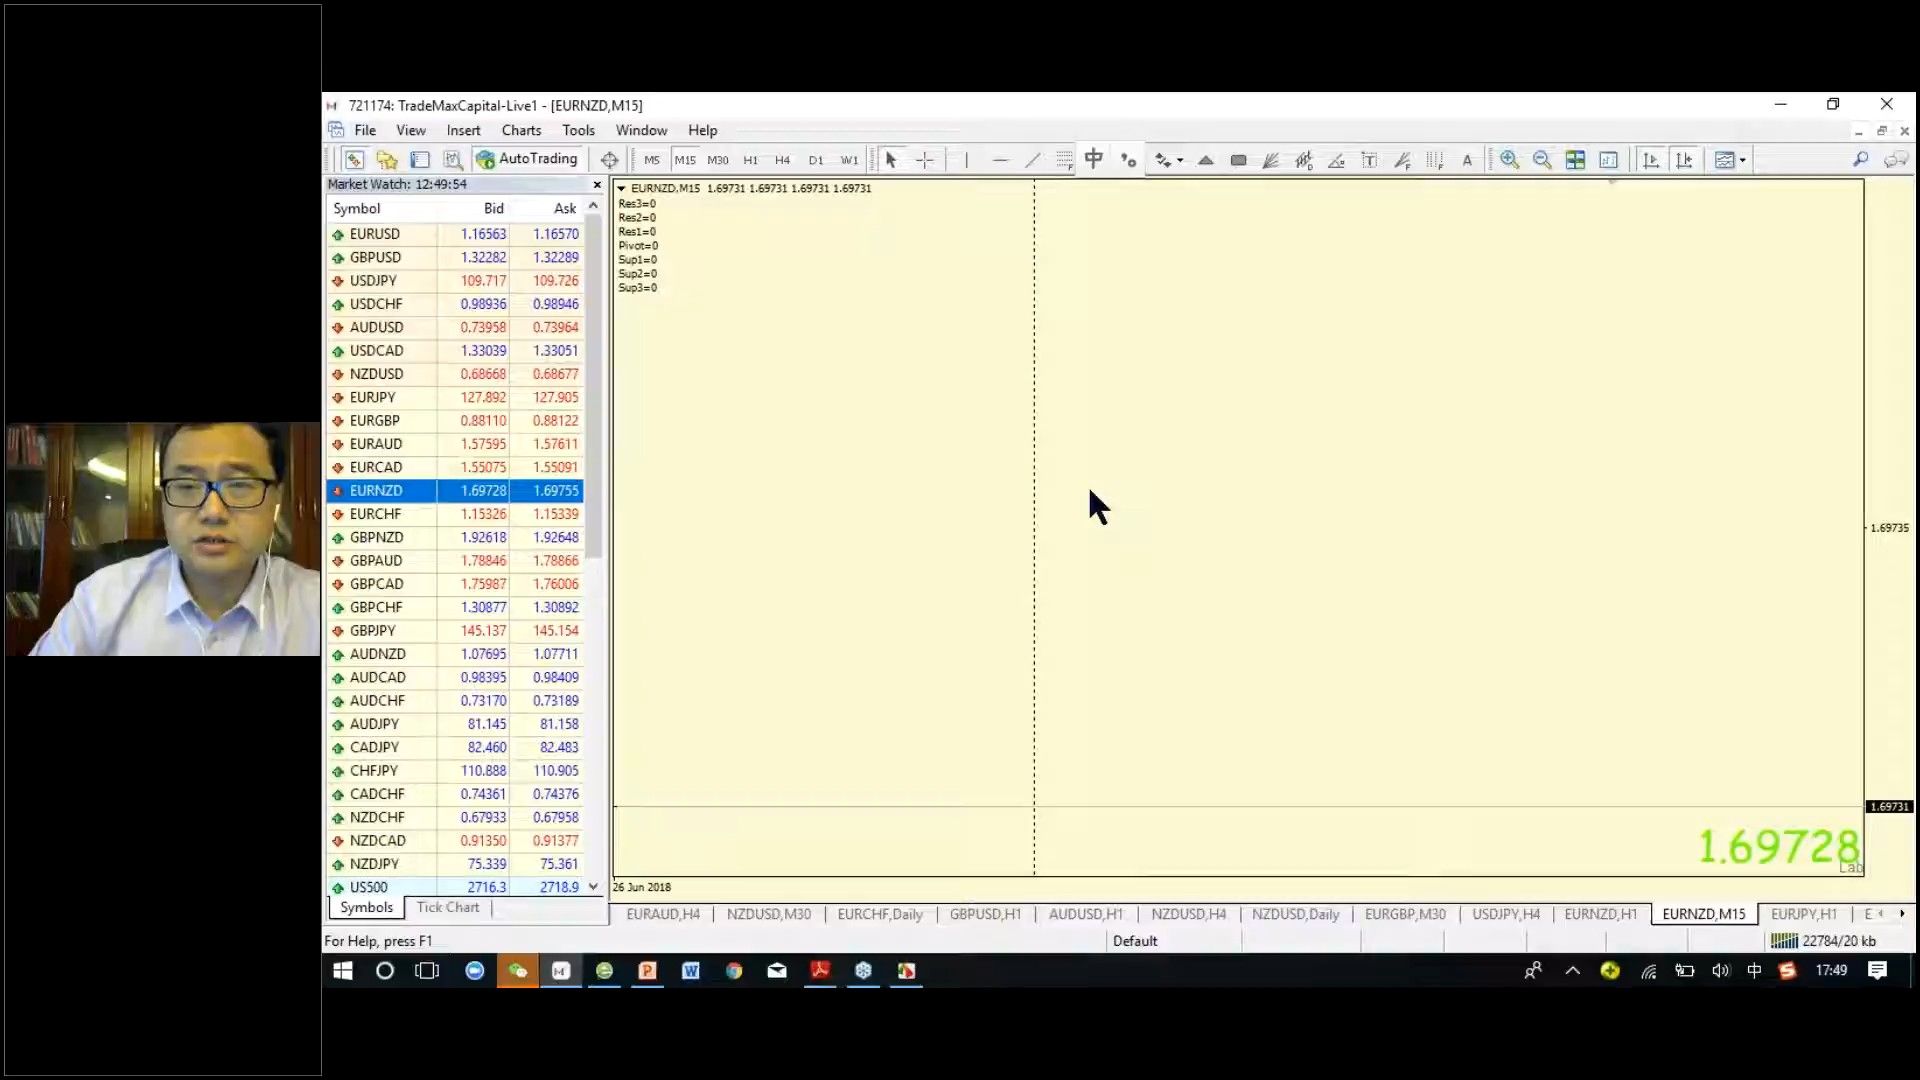 721174: TradeMaxCapital-Live1 - [EURNZD,M15]
File View Insert Charts Tools Window Help
AutoTrading M5 M15 M30 H1 H4 D1 W1 中 A
Market Watch: 12:49:54
Symbol Bid Ask
EURUSD 1.16563 1.16570
GBPUSD 1.32282 1.32289
USDJPY 109.717 109.726
USDCHF 0.98936 0.98946
AUDUSD 0.73958 0.73964
USDCAD 1.33039 1.33051
NZDUSD 0.68668 0.68677
EURJPY 127.892 127.905
EURGBP 0.88110 0.88122
EURAUD 1.57595 1.57611
EURCAD 1.55075 1.55091
EURNZD 1.69728 1.69755
EURCHF 1.15326 1.15339
GBPNZD 1.92618 1.92648
GBPAUD 1.78846 1.78866
GBPCAD 1.75987 1.76006
GBPCHF 1.30877 1.30892
GBPJPY 145.137 145.154
AUDNZD 1.07695 1.07711
AUDCAD 0.98395 0.98409
AUDCHF 0.73170 0.73189
AUDJPY 81.145 81.158
CADJPY 82.460 82.483
CHFJPY 110.888 110.905
CADCHF 0.74361 0.74376
NZDCHF 0.67933 0.67958
NZDCAD 0.91350 0.91377
NZDJPY 75.339 75.361
US500 2716.3 2718.9
Symbols Tick Chart
EURNZD,M15 1.69731 1.69731 1.69731 1.69731
Res3=0
Res2=0
Res1=0
Pivot=0
Sup1=0
Sup2=0
Sup3=0
1.69735
1.69731
1.69728
Lab
26 Jun 2018
EURAUD,H4 NZDUSD,M30 EURCHF,Daily GBPUSD,H1 AUDUSD,H1 NZDUSD,H4 NZDUSD,Daily EURGBP,M30 USDJPY,H4 EURNZD,H1 EURNZD,M15 EURJPY,H1 E
For Help, press F1 Default 22784/20 kb
中 17:49